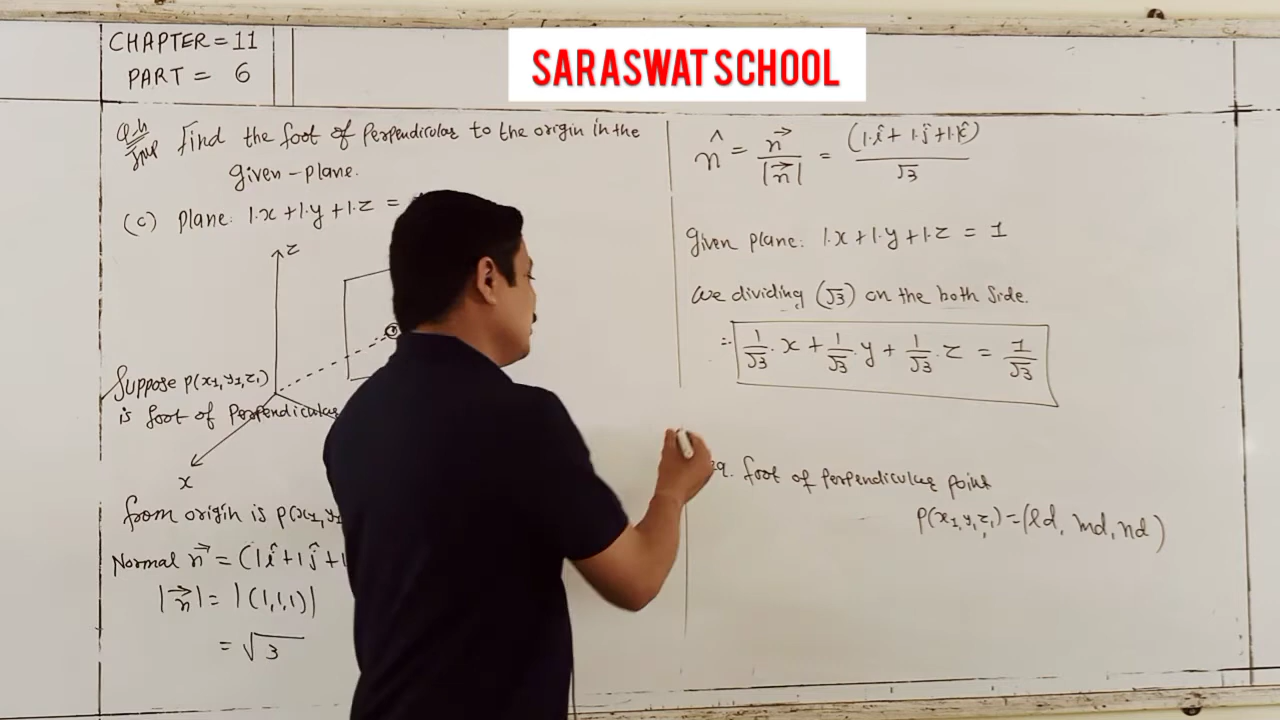 SARASWAT SCHOOL
CHAPTER = 11
PART = 6
Q.4 Find the foot of Perpendicular to the origin in the
Imp
given-plane.
(c) plane: 1·x + 1·y + 1·z =
z
Suppose P(x₁,y₁,z₁)
is foot of Perpendicular
x
from origin is P(x₁,y₁
Normal n⃗ = (1î + 1ĵ + 1
|n⃗| = |(1,1,1)|
= √3
n̂ = n⃗/|n⃗| = (1·î + 1·ĵ + 1·k̂)/√3
Given plane: 1·x + 1·y + 1·z = 1
We dividing (√3) on the both side.
∴ 1/√3·x + 1/√3·y + 1/√3·z = 1/√3
foot of perpendicular point
P(x₁,y₁,z₁) = (ld, md, nd)